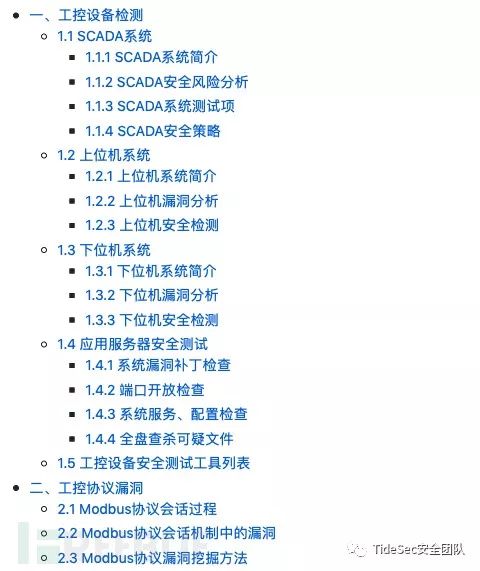 一、工控设备检测
1.1 SCADA系统
1.1.1 SCADA系统简介
1.1.2 SCADA安全风险分析
1.1.3 SCADA系统测试项
1.1.4 SCADA安全策略
1.2 上位机系统
1.2.1 上位机系统简介
1.2.2 上位机漏洞分析
1.2.3 上位机安全检测
1.3 下位机系统
1.3.1 下位机系统简介
1.3.2 下位机漏洞分析
1.3.3 下位机安全检测
1.4 应用服务器安全测试
1.4.1 系统漏洞补丁检查
1.4.2 端口开放检查
1.4.3 系统服务、配置检查
1.4.4 全盘查杀可疑文件
1.5 工控设备安全测试工具列表
二、工控协议漏洞
2.1 Modbus协议会话过程
2.2 Modbus协议会话机制中的漏洞
2.3 Modbus协议漏洞挖掘方法
TideSec安全团队